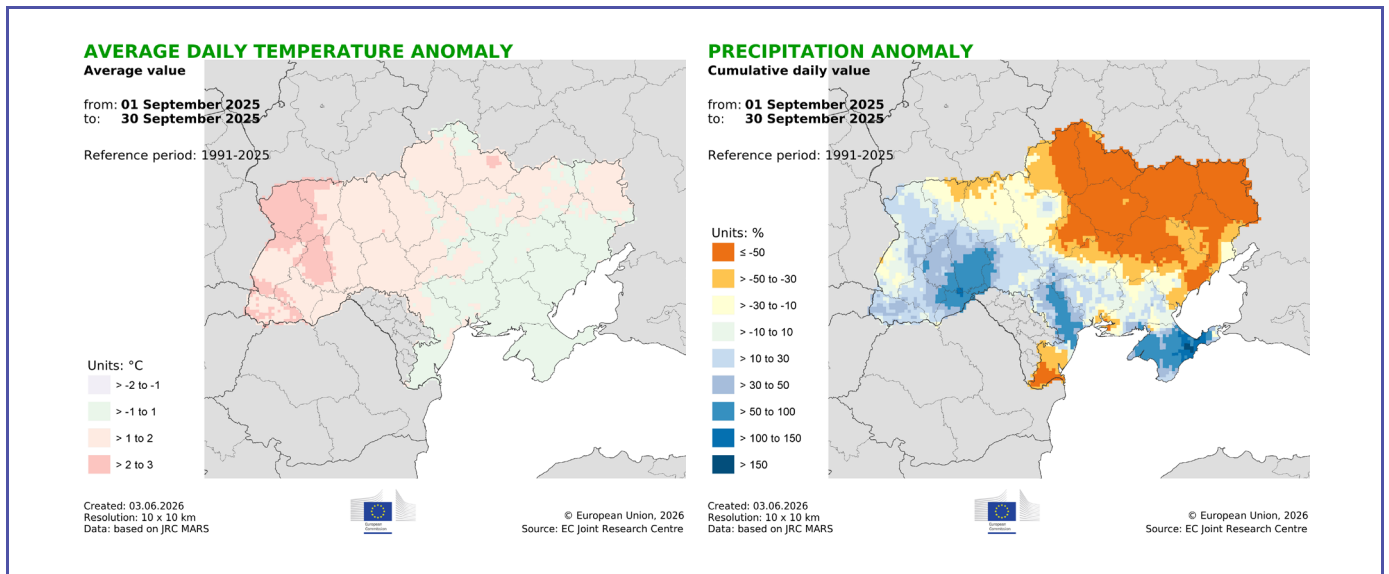 AVERAGE DAILY TEMPERATURE ANOMALY
Average value
from: 01 September 2025
to: 30 September 2025
Reference period: 1991-2025
Units: °C
> -2 to -1
> -1 to 1
> 1 to 2
> 2 to 3
Created: 03.06.2026
Resolution: 10 x 10 km
Data: based on JRC MARS
European
Commission
© European Union, 2026
Source: EC Joint Research Centre
PRECIPITATION ANOMALY
Cumulative daily value
from: 01 September 2025
to: 30 September 2025
Reference period: 1991-2025
Units: %
≤ -50
> -50 to -30
> -30 to -10
> -10 to 10
> 10 to 30
> 30 to 50
> 50 to 100
> 100 to 150
> 150
Created: 03.06.2026
Resolution: 10 x 10 km
Data: based on JRC MARS
European
Commission
© European Union, 2026
Source: EC Joint Research Centre